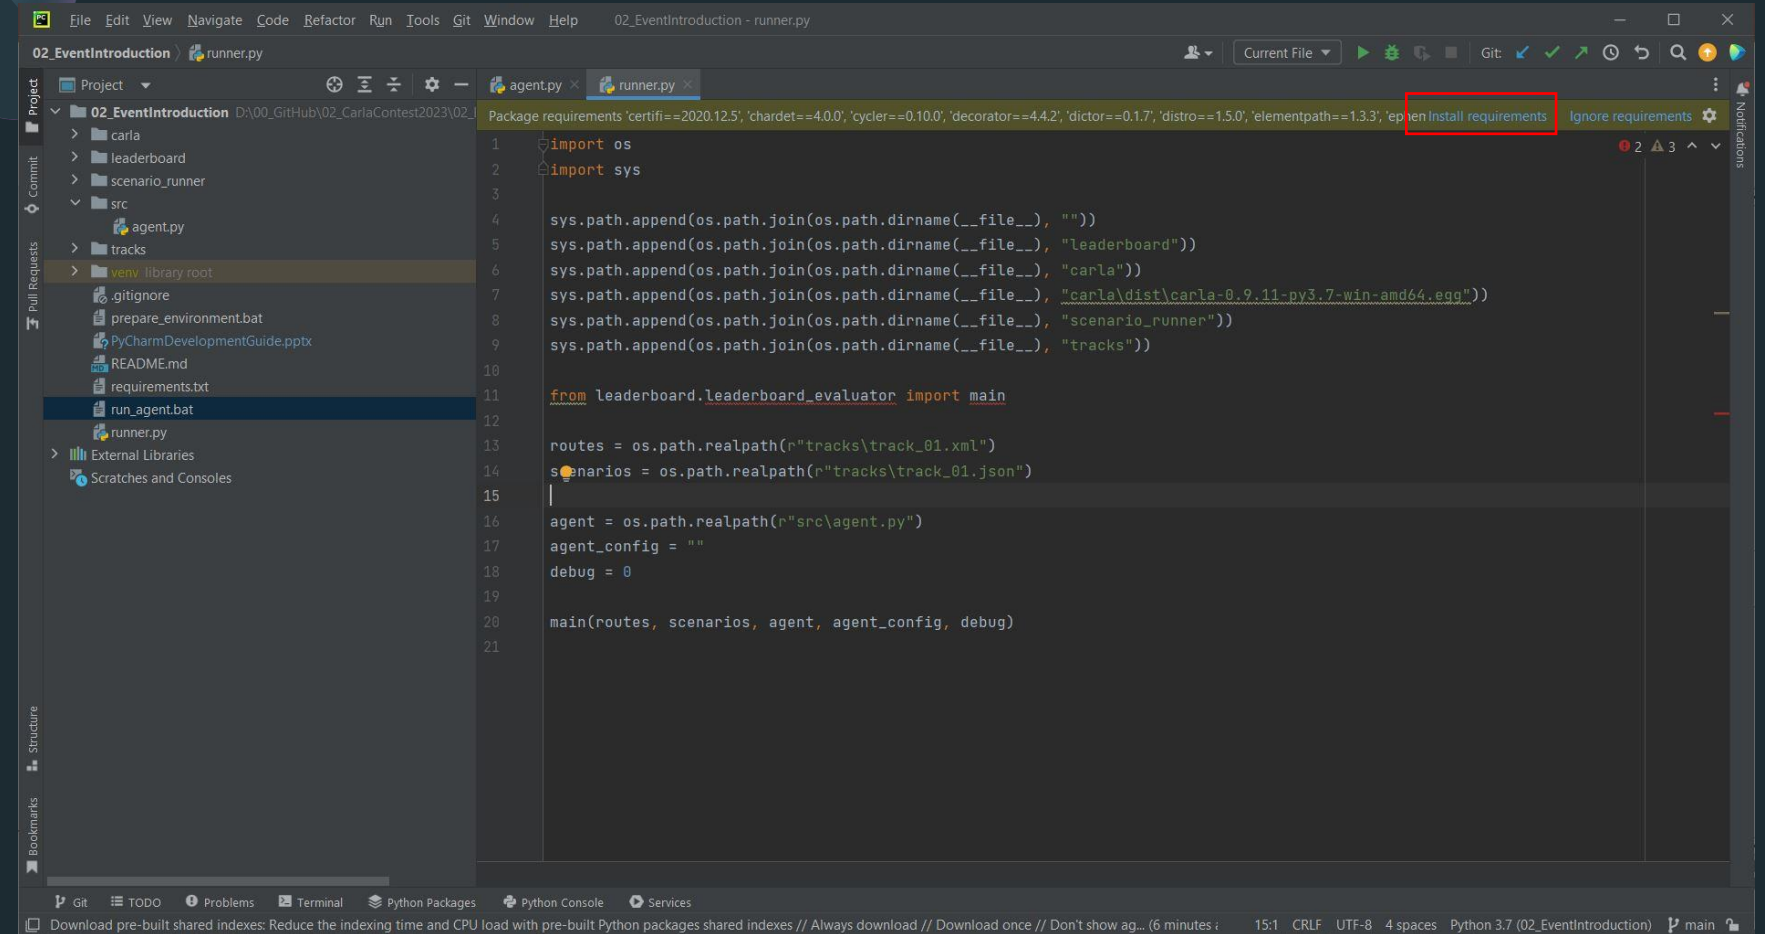 File Edit View Navigate Code Refactor Run Tools Git Window Help 02_EventIntroduction - runner.py
02_EventIntroduction runner.py Current File Git:
Project agent.py runner.py
02_EventIntroduction D:\00_GitHub\02_CarlaContest2023\02_
Package requirements 'certifi==2020.12.5', 'chardet==4.0.0', 'cycler==0.10.0', 'decorator==4.4.2', 'dictor==0.1.7', 'distro==1.5.0', 'elementpath==1.3.3', 'ephen Install requirements Ignore requirements
2 3
Project
Commit
Pull Requests
Structure
Bookmarks
carla
leaderboard
scenario_runner
src
agent.py
tracks
venv library root
.gitignore
prepare_environment.bat
PyCharmDevelopmentGuide.pptx
README.md
requirements.txt
run_agent.bat
runner.py
External Libraries
Scratches and Consoles
1 import os
2 import sys
3
4 sys.path.append(os.path.join(os.path.dirname(__file__), ""))
5 sys.path.append(os.path.join(os.path.dirname(__file__), "leaderboard"))
6 sys.path.append(os.path.join(os.path.dirname(__file__), "carla"))
7 sys.path.append(os.path.join(os.path.dirname(__file__), "carla\dist\carla-0.9.11-py3.7-win-amd64.egg"))
8 sys.path.append(os.path.join(os.path.dirname(__file__), "scenario_runner"))
9 sys.path.append(os.path.join(os.path.dirname(__file__), "tracks"))
10
11 from leaderboard.leaderboard_evaluator import main
12
13 routes = os.path.realpath(r"tracks\track_01.xml")
14 scenarios = os.path.realpath(r"tracks\track_01.json")
15
16 agent = os.path.realpath(r"src\agent.py")
17 agent_config = ""
18 debug = 0
19
20 main(routes, scenarios, agent, agent_config, debug)
21
Notifications
Git TODO Problems Terminal Python Packages Python Console Services
Download pre-built shared indexes: Reduce the indexing time and CPU load with pre-built Python packages shared indexes // Always download // Download once // Don't show ag... (6 minutes 15:1 CRLF UTF-8 4 spaces Python 3.7 (02_EventIntroduction) main